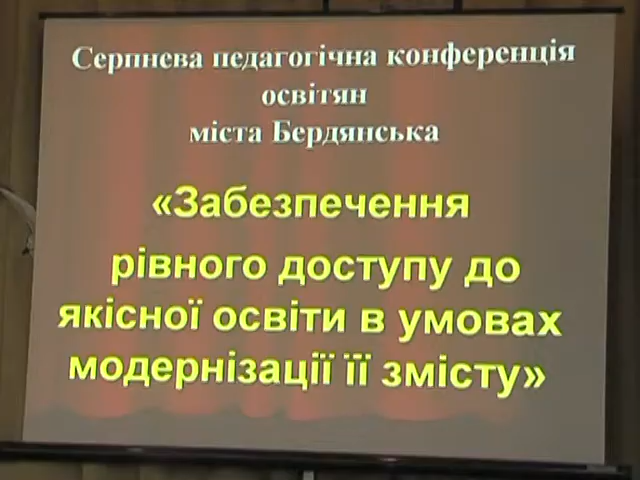 Серпнева педагогічна конференція
освітян
міста Бердянська
«Забезпечення
рівного доступу до
якісної освіти в умовах
модернізації її змісту»